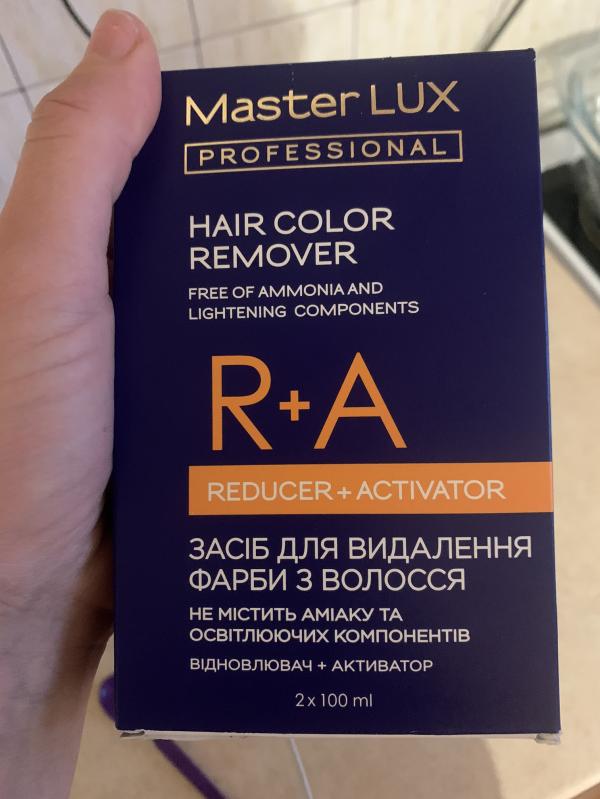 Master LUX
PROFESSIONAL
HAIR COLOR
REMOVER
FREE OF AMMONIA AND
LIGHTENING COMPONENTS
R+A
REDUCER + ACTIVATOR
ЗАСІБ ДЛЯ ВИДАЛЕННЯ
ФАРБИ З ВОЛОССЯ
НЕ МІСТИТЬ АМІАКУ ТА
ОСВІТЛЮЮЧИХ КОМПОНЕНТІВ
ВІДНОВЛЮВАЧ + АКТИВАТОР
2 x 100 ml